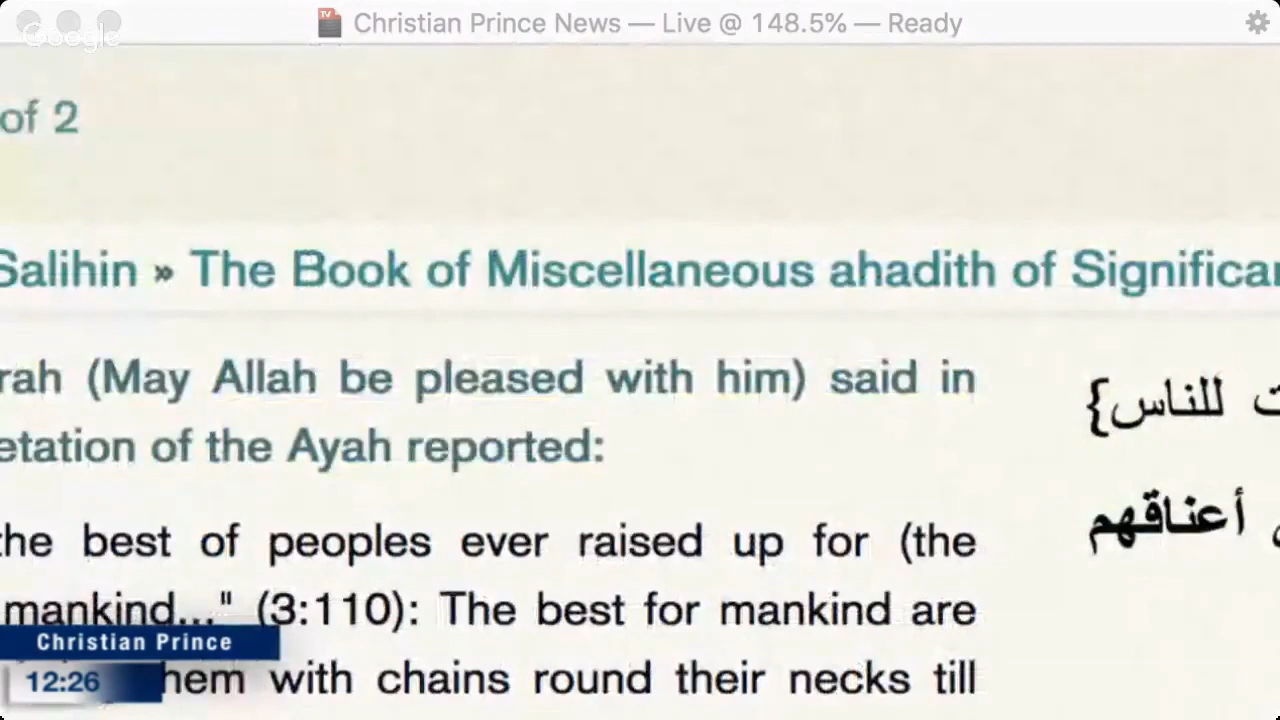 Christian Prince News — Live @ 148.5% — Ready
Google
of 2
Salihin » The Book of Miscellaneous ahadith of Significan
rah (May Allah be pleased with him) said in
ت للناس}
etation of the Ayah reported:
أعناقهم
the best of peoples ever raised up for (the
mankind..." (3:110): The best for mankind are
Christian Prince
them with chains round their necks till
12:26